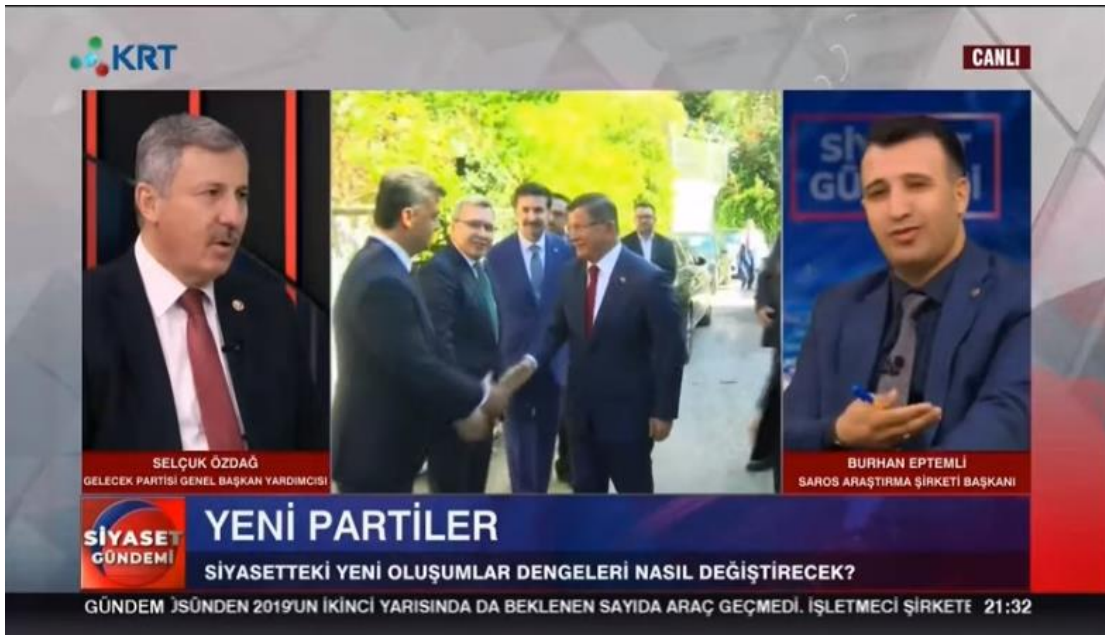 KRT
CANLI
SİYASET
GÜNDEMİ
SELÇUK ÖZDAĞ
GELECEK PARTİSİ GENEL BAŞKAN YARDIMCISI
BURHAN EPTEMLİ
SAROS ARAŞTIRMA ŞİRKETİ BAŞKANI
YENİ PARTİLER
SİYASETTEKİ YENİ OLUŞUMLAR DENGELERİ NASIL DEĞİŞTİRECEK?
GÜNDEM 2019'UN İKİNCİ YARISINDA DA BEKLENEN SAYIDA ARAÇ GEÇMEDİ. İŞLETMECİ ŞİRKETE 21:32